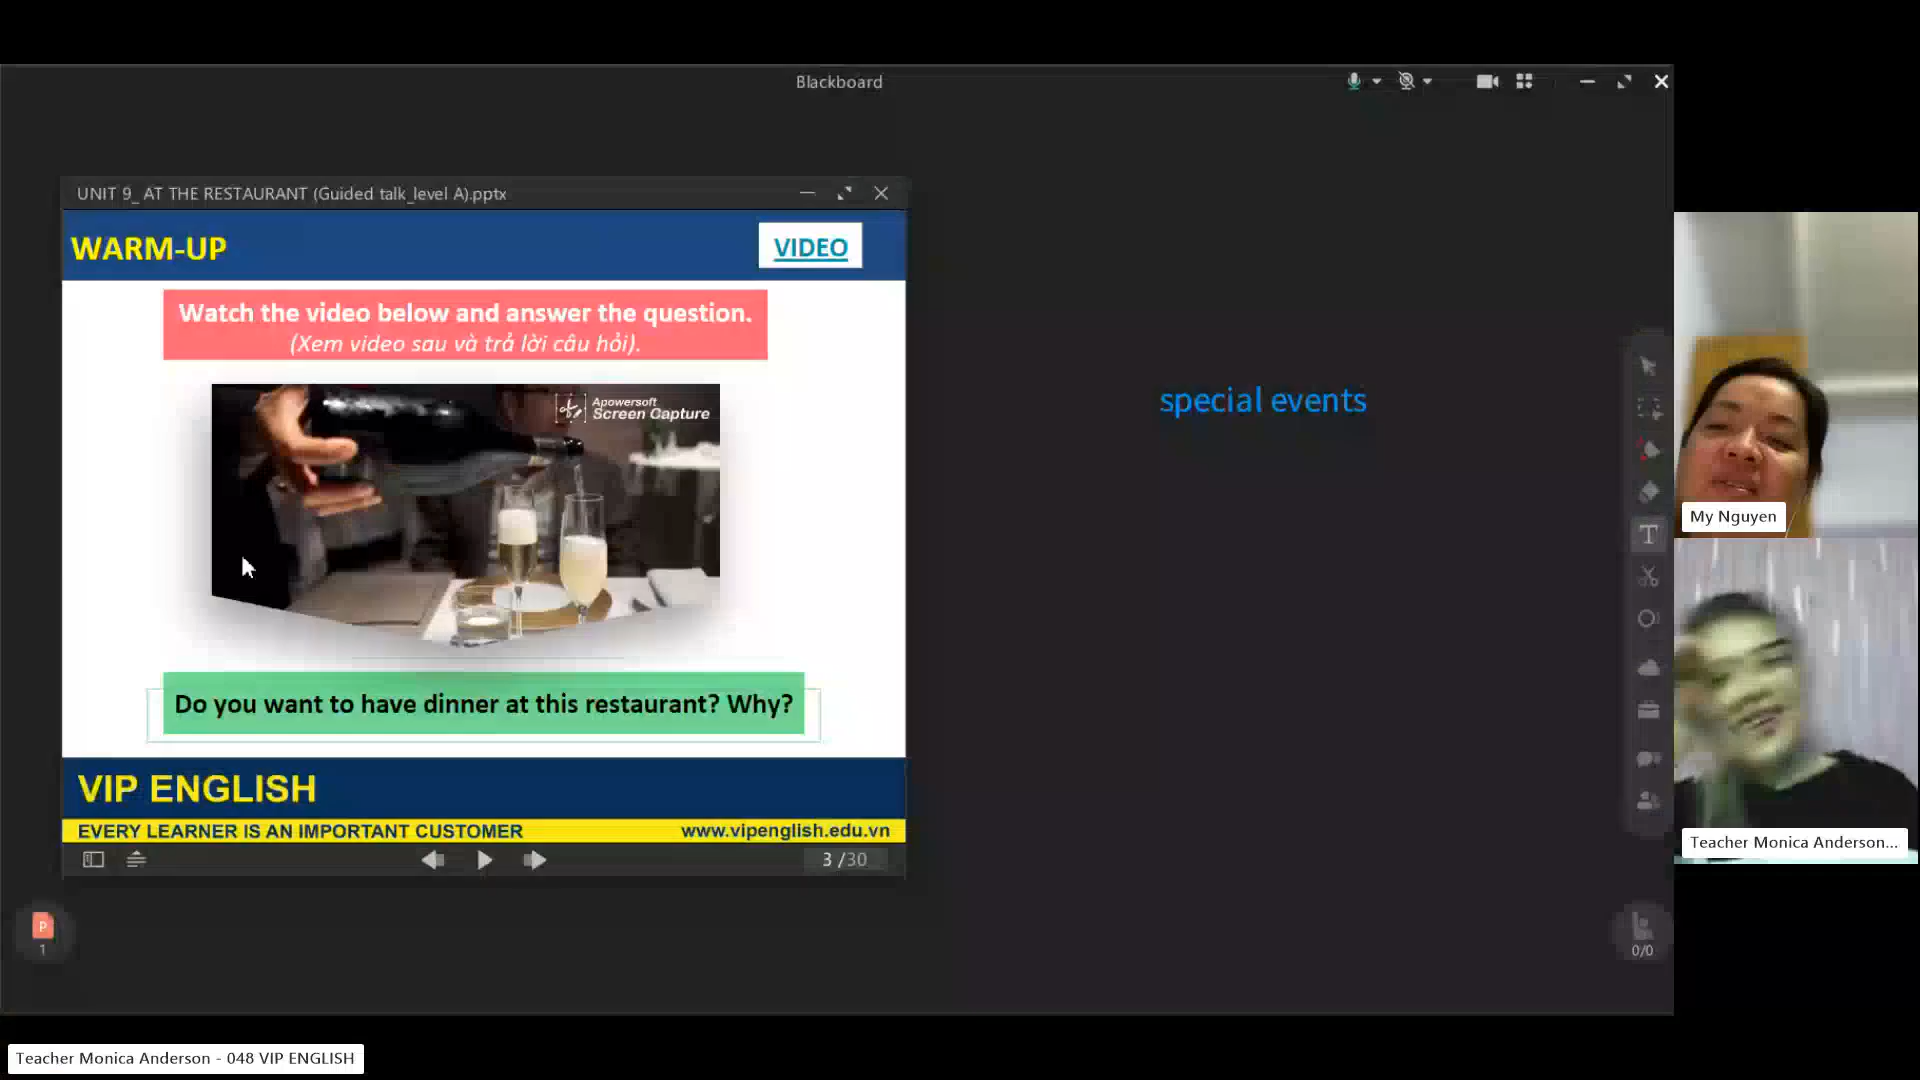 Blackboard
UNIT 9_ AT THE RESTAURANT (Guided talk_level A).pptx
WARM-UP
VIDEO
Watch the video below and answer the question.
(Xem video sau và trả lời câu hỏi).
Apowersoft
Screen Capture
special events
T
My Nguyen
Do you want to have dinner at this restaurant? Why?
VIP ENGLISH
EVERY LEARNER IS AN IMPORTANT CUSTOMER
www.vipenglish.edu.vn
Teacher Monica Anderson...
3 /30
P
1
0/0
Teacher Monica Anderson - 048 VIP ENGLISH